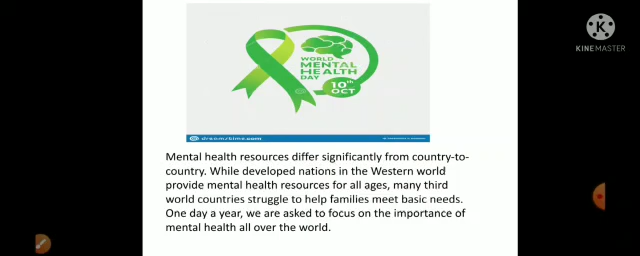 KINEMASTER
WORLD
MENTAL
HEALTH
DAY
10th
OCT
dreamstime.com
Mental health resources differ significantly from country-to-
country. While developed nations in the Western world
provide mental health resources for all ages, many third
world countries struggle to help families meet basic needs.
One day a year, we are asked to focus on the importance of
mental health all over the world.